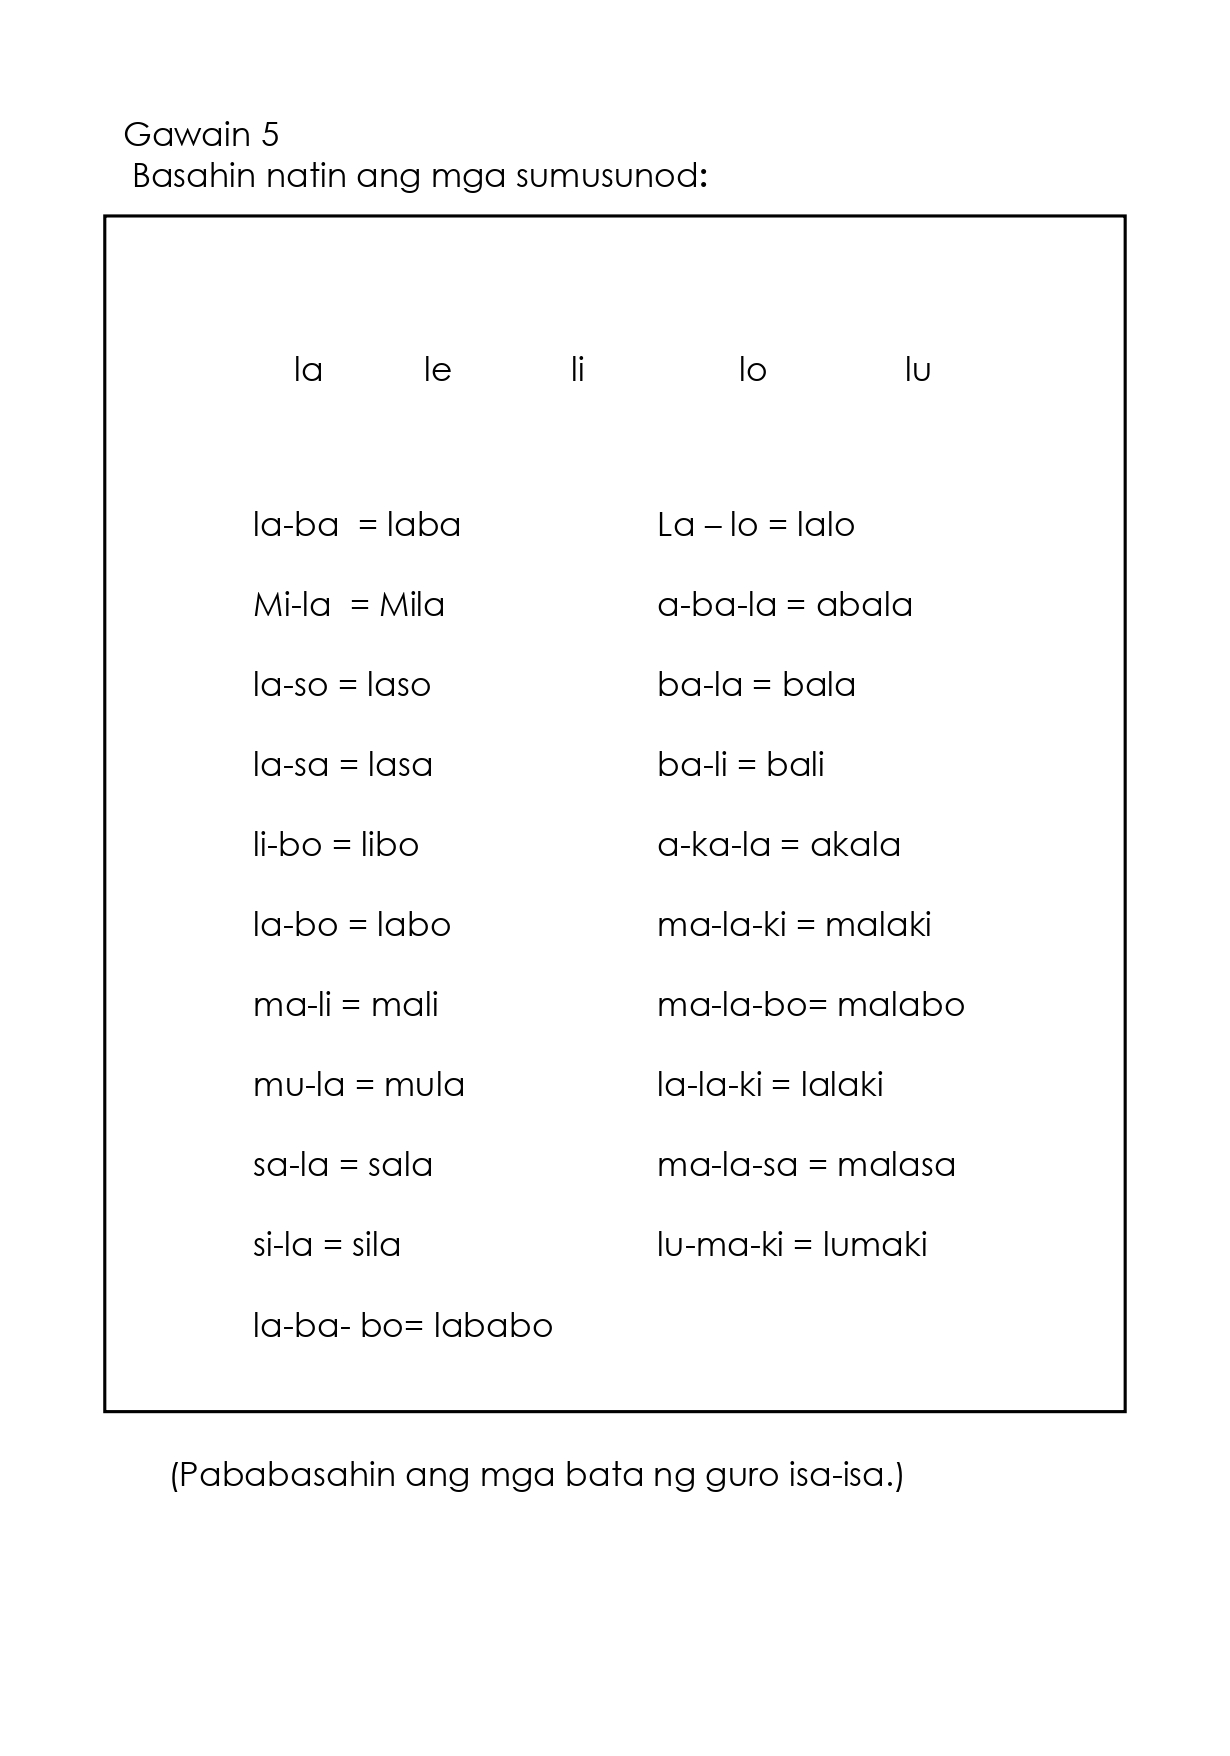 Gawain 5
Basahin natin ang mga sumusunod:
la le li lo lu
la-ba = laba
Mi-la = Mila
la-so = laso
la-sa = lasa
li-bo = libo
la-bo = labo
ma-li = mali
mu-la = mula
sa-la = sala
si-la = sila
la-ba- bo= lababo
La – lo = lalo
a-ba-la = abala
ba-la = bala
ba-li = bali
a-ka-la = akala
ma-la-ki = malaki
ma-la-bo= malabo
la-la-ki = lalaki
ma-la-sa = malasa
lu-ma-ki = lumaki
(Pababasahin ang mga bata ng guro isa-isa.)